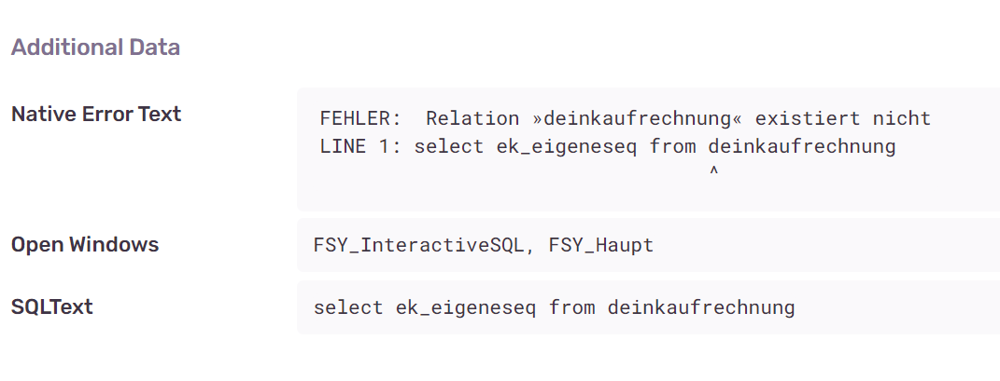 Additional Data
Native Error Text
FEHLER:  Relation »deinkaufrechnung« existiert nicht
LINE 1: select ek_eigeneseq from deinkaufrechnung
^
Open Windows
FSY_InteractiveSQL, FSY_Haupt
SQLText
select ek_eigeneseq from deinkaufrechnung